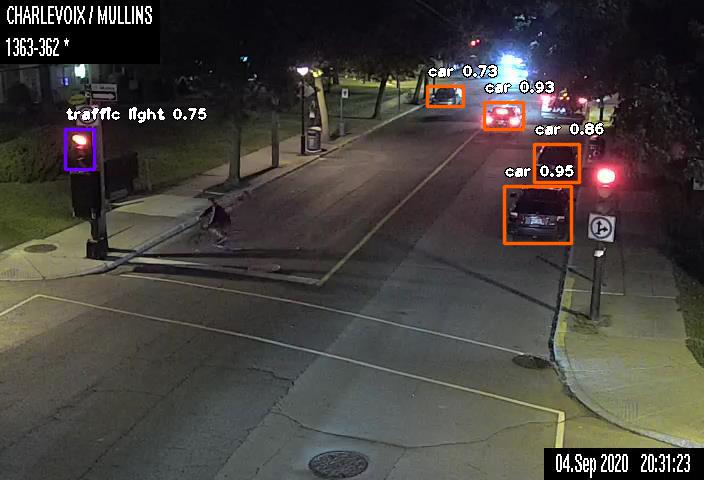 CHARLEVOIX / MULLINS
1363-362 *
car 0.73
car 0.93
traffic light 0.75
car 0.86
car 0.95
04.Sep 2020 20:31:23